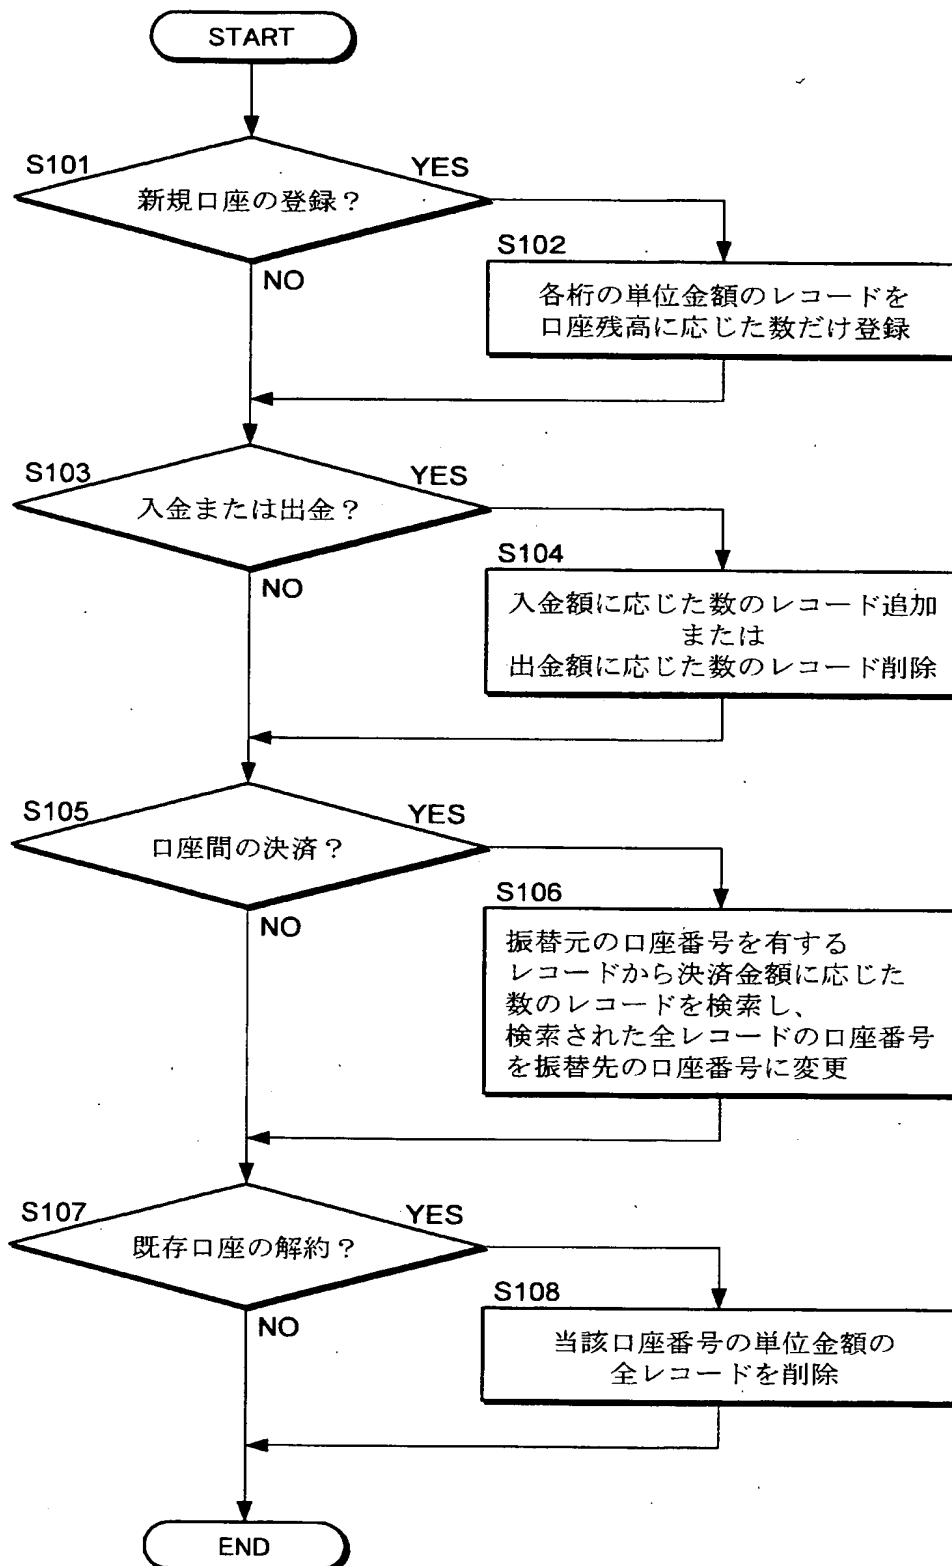 START
S101
YES
新規口座の登録？
NO
S102
各桁の単位金額のレコードを
口座残高に応じた数だけ登録
S103
YES
入金または出金？
NO
S104
入金額に応じた数のレコード追加
または
出金額に応じた数のレコード削除
S105
YES
口座間の決済？
NO
S106
振替元の口座番号を有する
レコードから決済金額に応じた
数のレコードを検索し、
検索された全レコードの口座番号
を振替先の口座番号に変更
S107
YES
既存口座の解約？
NO
S108
当該口座番号の単位金額の
全レコードを削除
END